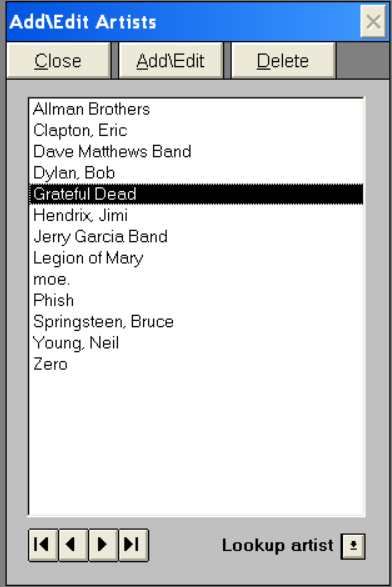 Add\Edit Artists
Close Add\Edit Delete
Allman Brothers
Clapton, Eric
Dave Matthews Band
Dylan, Bob
Grateful Dead
Hendrix, Jimi
Jerry Garcia Band
Legion of Mary
moe.
Phish
Springsteen, Bruce
Young, Neil
Zero
Lookup artist